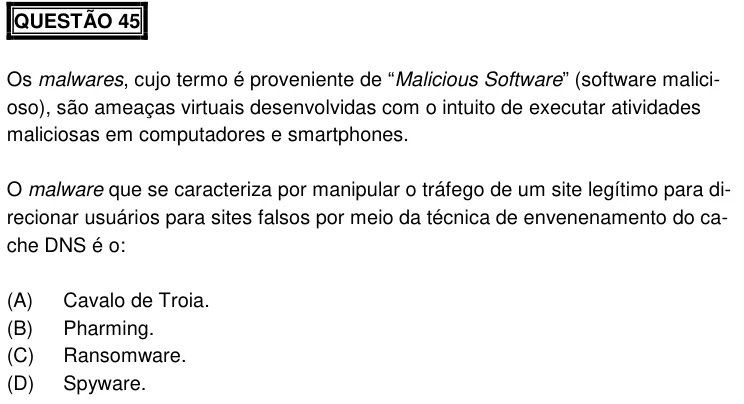 QUESTÃO 45
Os malwares, cujo termo é proveniente de “Malicious Software” (software malici-
oso), são ameaças virtuais desenvolvidas com o intuito de executar atividades
maliciosas em computadores e smartphones.
O malware que se caracteriza por manipular o tráfego de um site legítimo para di-
recionar usuários para sites falsos por meio da técnica de envenenamento do ca-
che DNS é o:
(A) Cavalo de Troia.
(B) Pharming.
(C) Ransomware.
(D) Spyware.